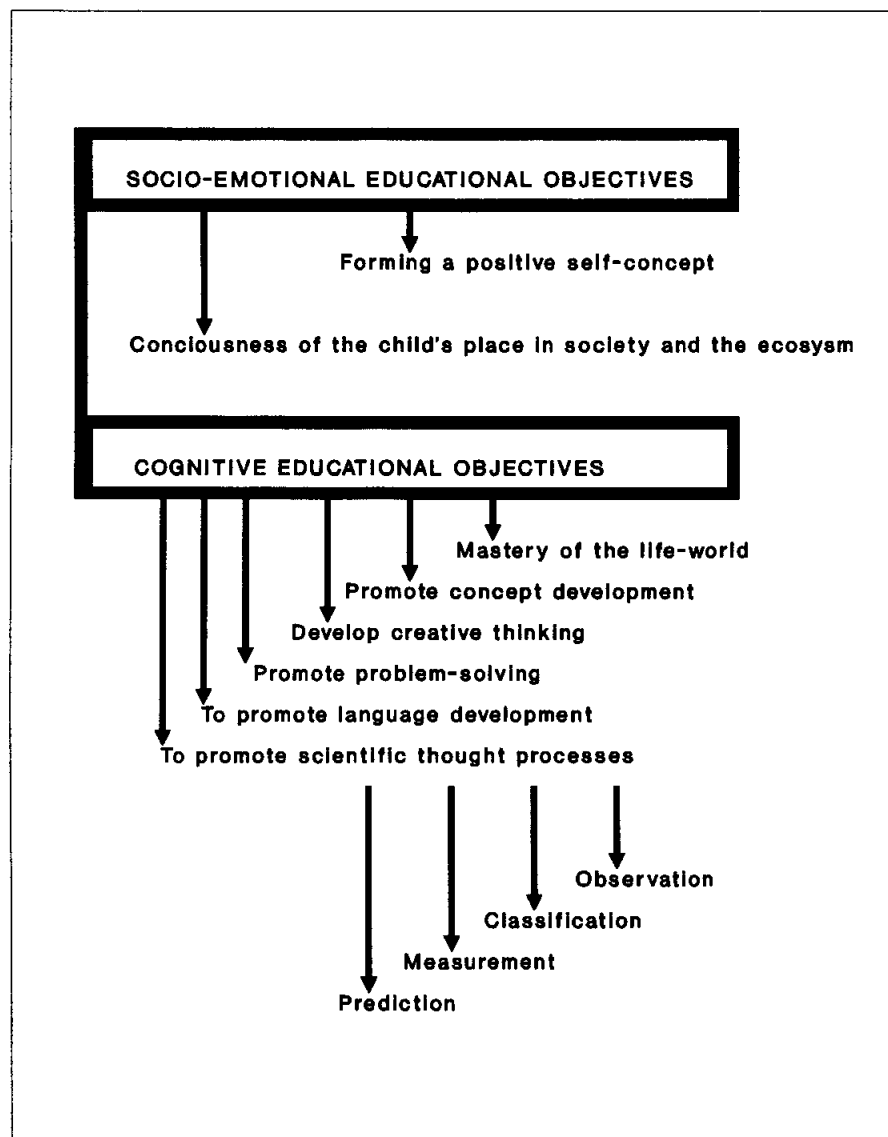 SOCIO-EMOTIONAL EDUCATIONAL OBJECTIVES
Forming a positive self-concept
Conciousness of the child's place in society and the ecosysm
COGNITIVE EDUCATIONAL OBJECTIVES
Mastery of the life-world
Promote concept development
Develop creative thinking
Promote problem-solving
To promote language development
To promote scientific thought processes
Observation
Classification
Measurement
Prediction